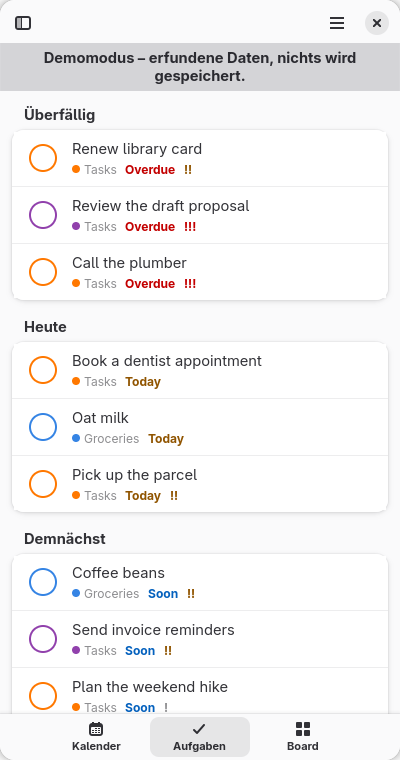 Demomodus – erfundene Daten, nichts wird
gespeichert.
Überfällig
Renew library card
Tasks Overdue !!
Review the draft proposal
Tasks Overdue !!!
Call the plumber
Tasks Overdue !!!
Heute
Book a dentist appointment
Tasks Today
Oat milk
Groceries Today
Pick up the parcel
Tasks Today !!
Demnächst
Coffee beans
Groceries Soon !!
Send invoice reminders
Tasks Soon !!
Plan the weekend hike
Tasks Soon !
Kalender Aufgaben Board